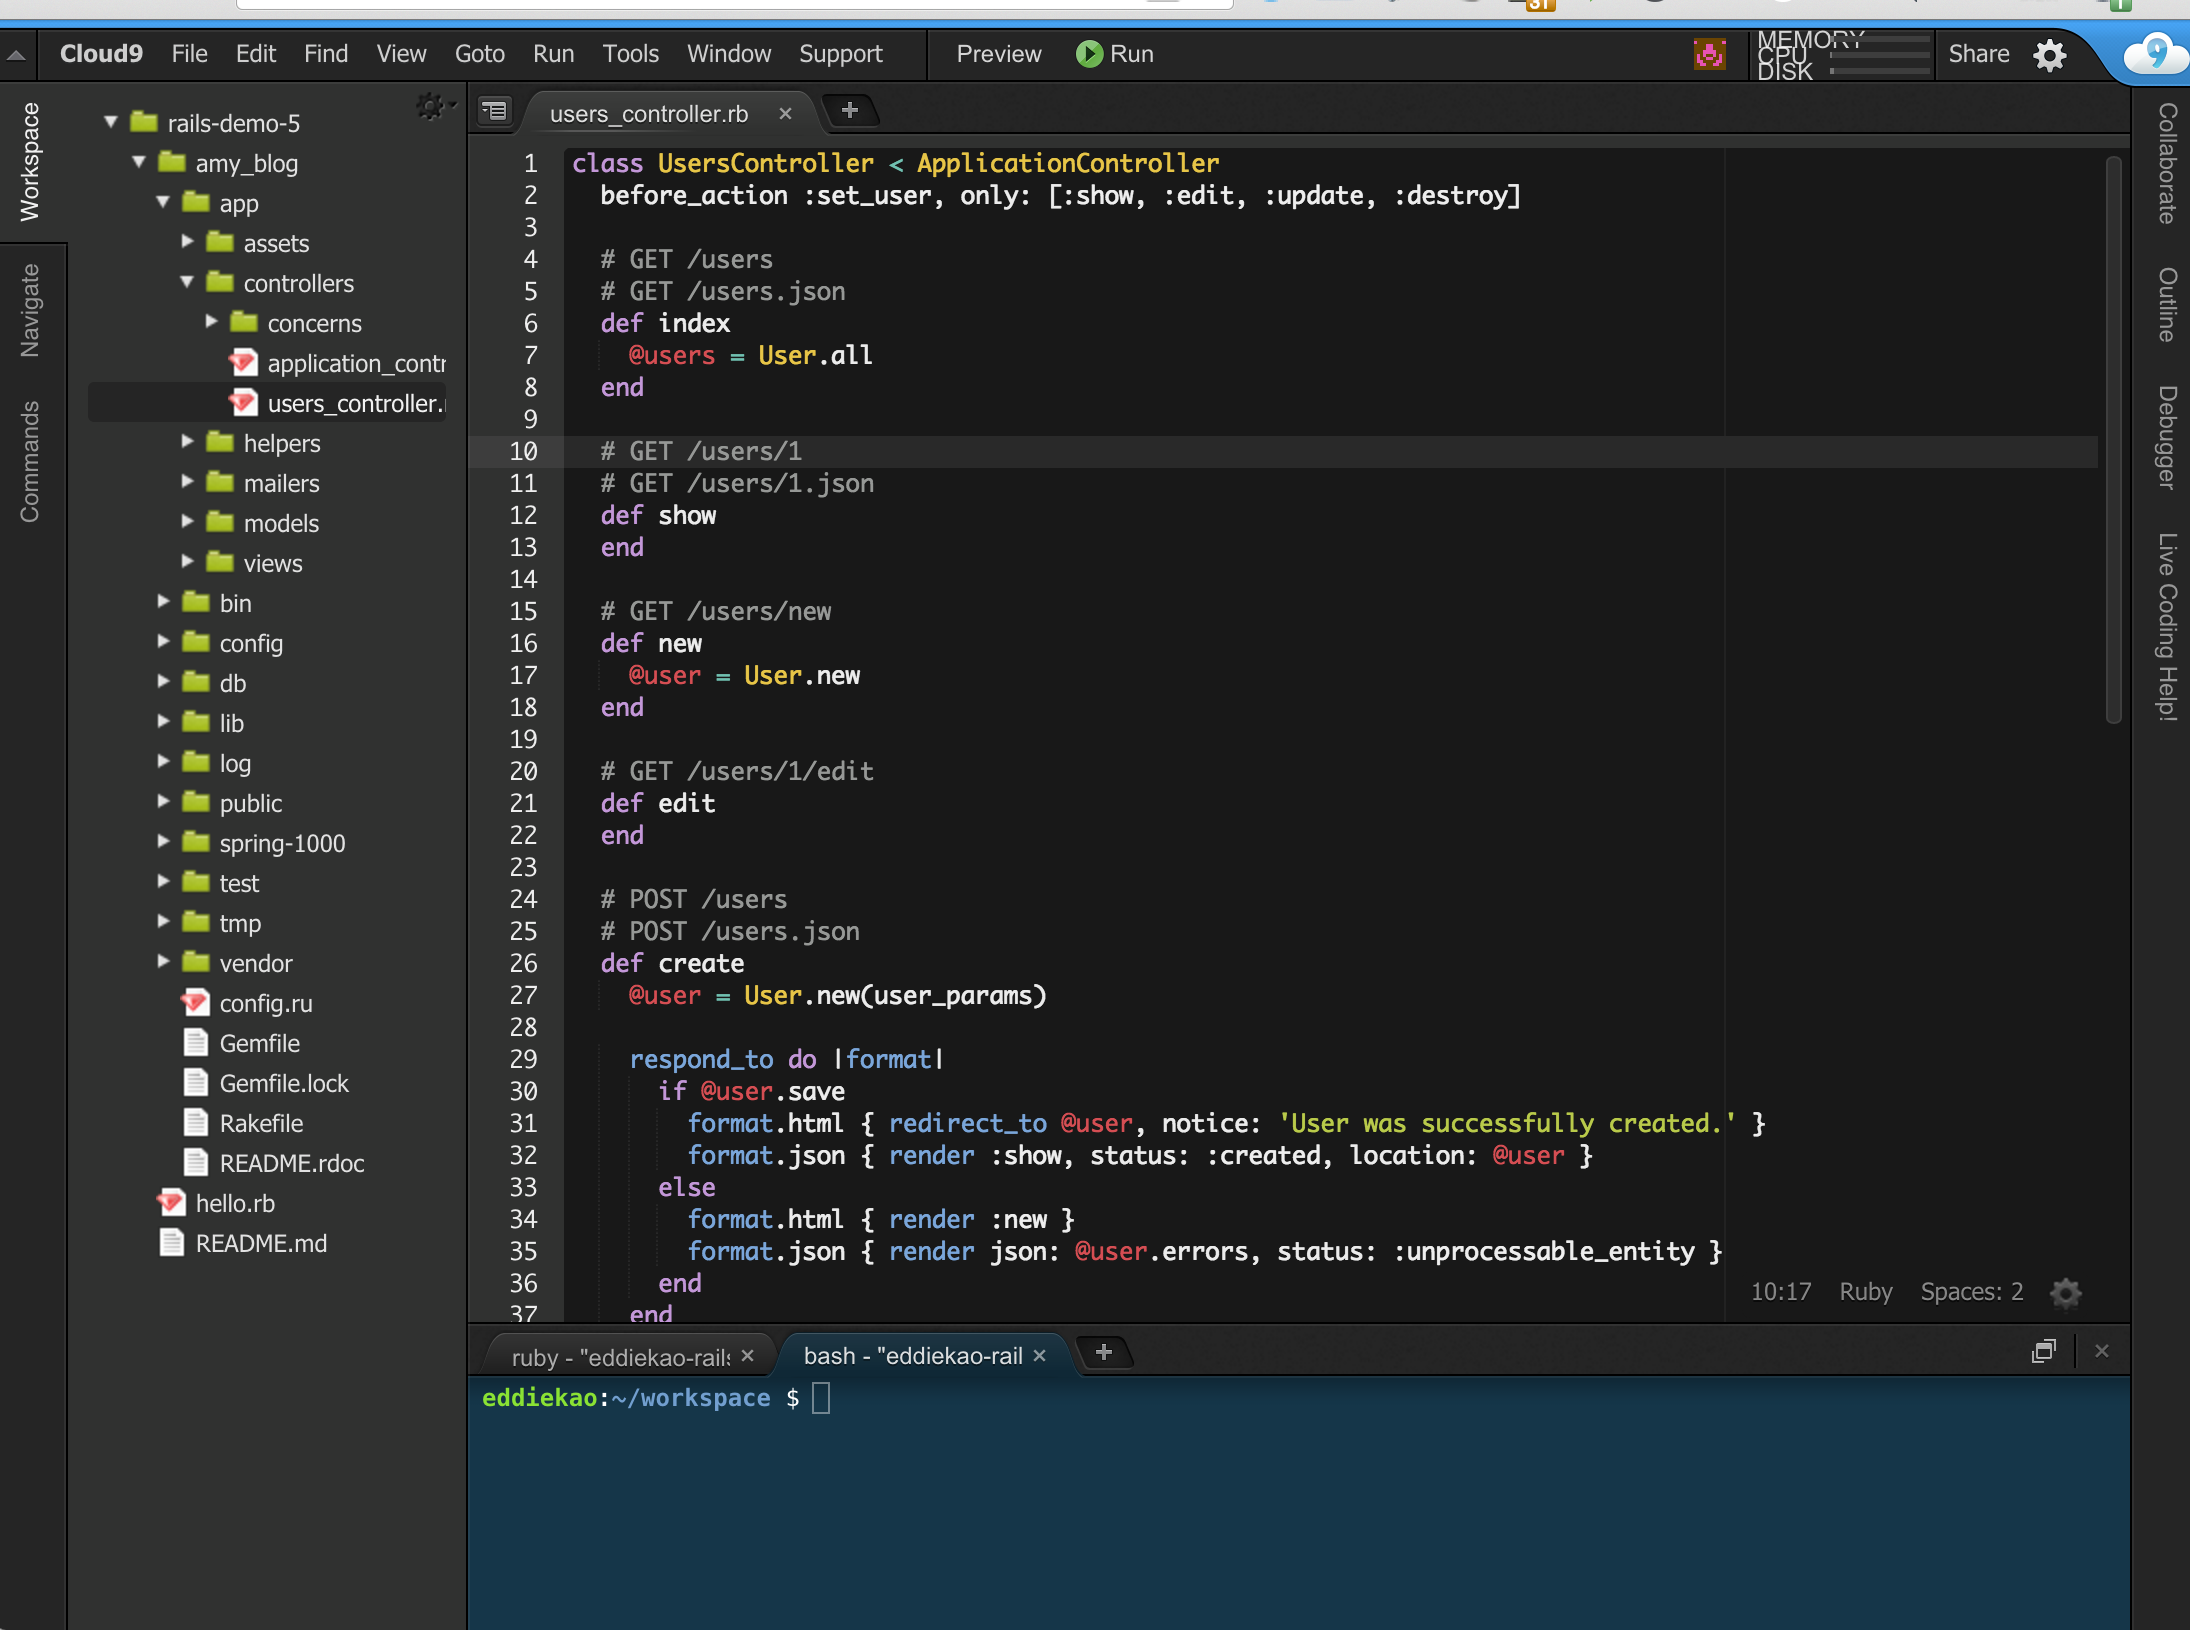 31
Cloud9 File Edit Find View Goto Run Tools Window Support Preview Run MEMORY CPU DISK Share
Workspace
Navigate
Commands
rails-demo-5
amy_blog
app
assets
controllers
concerns
application_contr
users_controller.
helpers
mailers
models
views
bin
config
db
lib
log
public
spring-1000
test
tmp
vendor
config.ru
Gemfile
Gemfile.lock
Rakefile
README.rdoc
hello.rb
README.md
users_controller.rb
1 class UsersController < ApplicationController
2 before_action :set_user, only: [:show, :edit, :update, :destroy]
3
4 # GET /users
5 # GET /users.json
6 def index
7 @users = User.all
8 end
9
10 # GET /users/1
11 # GET /users/1.json
12 def show
13 end
14
15 # GET /users/new
16 def new
17 @user = User.new
18 end
19
20 # GET /users/1/edit
21 def edit
22 end
23
24 # POST /users
25 # POST /users.json
26 def create
27 @user = User.new(user_params)
28
29 respond_to do |format|
30 if @user.save
31 format.html { redirect_to @user, notice: 'User was successfully created.' }
32 format.json { render :show, status: :created, location: @user }
33 else
34 format.html { render :new }
35 format.json { render json: @user.errors, status: :unprocessable_entity }
36 end
37 end
10:17 Ruby Spaces: 2
ruby - "eddiekao-rails
bash - "eddiekao-rail
eddiekao:~/workspace $
Collaborate
Outline
Debugger
Live Coding Help!